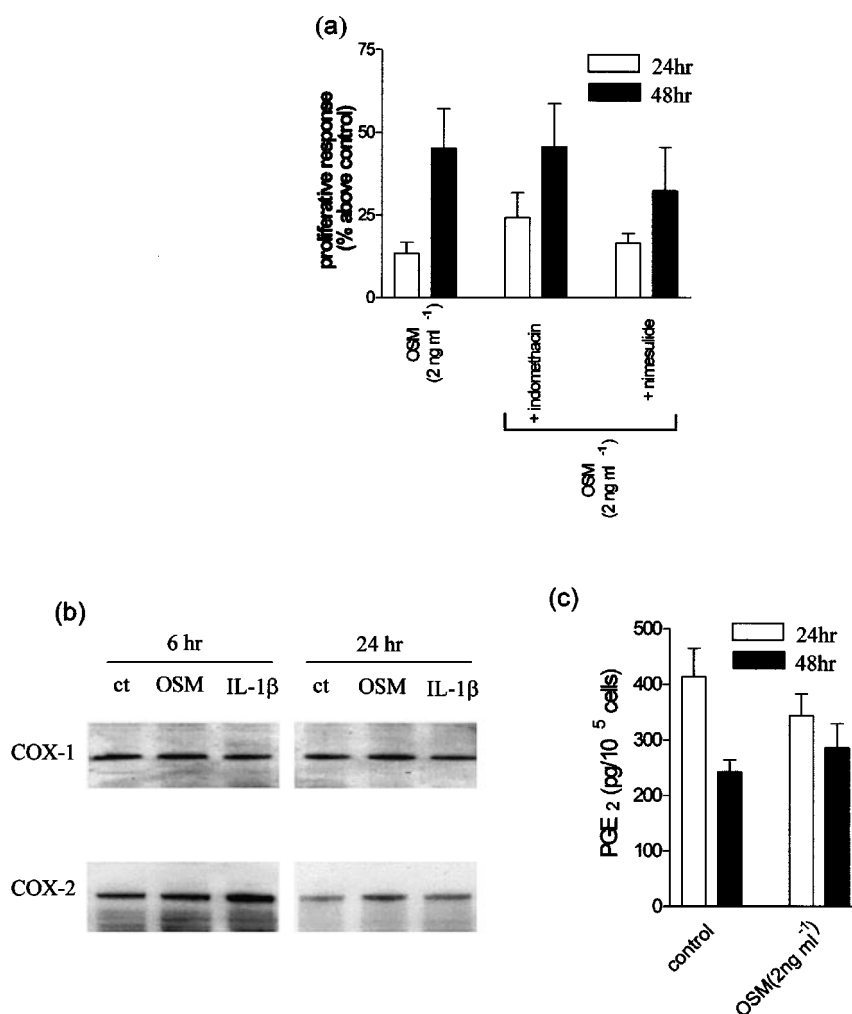 (a)
75
50
25
0
proliferative response
(% above control)
24hr
48hr
OSM
(2 ng ml -1)
+ indomethacin
+ nimesulide
OSM
(2 ng ml -1)
(b)
6 hr
24 hr
ct OSM IL-1β
ct OSM IL-1β
COX-1
COX-2
(c)
500
400
300
200
100
0
PGE 2 (pg/10 5 cells)
24hr
48hr
control
OSM(2ng ml-1)